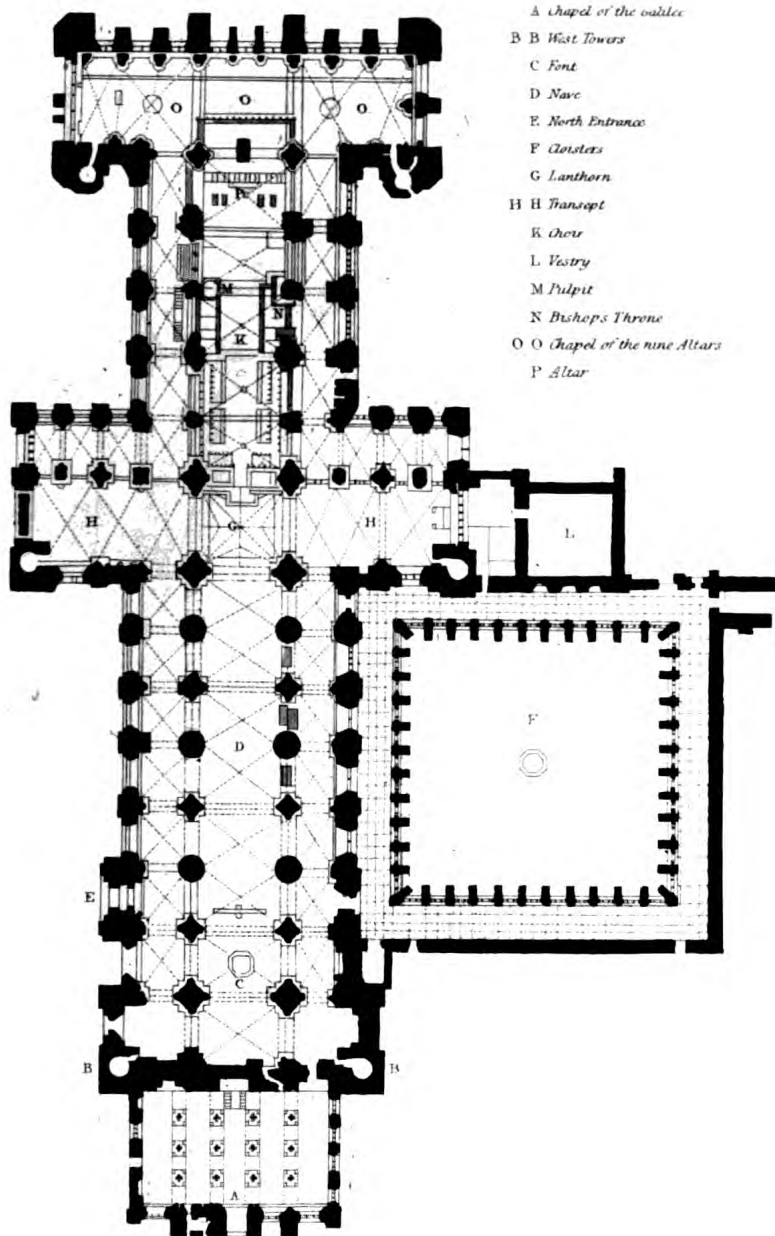 A Chapel of the Galilee
B B West Towers
C Font
D Nave
E North Entrance
F Cloisters
G Lanthorn
H H Transept
K Choir
L Vestry
M Pulpit
N Bishops Throne
O O Chapel of the nine Altars
P Altar
O O O
P
M
N
K
H G H
L
D
F
E
C
B B
A